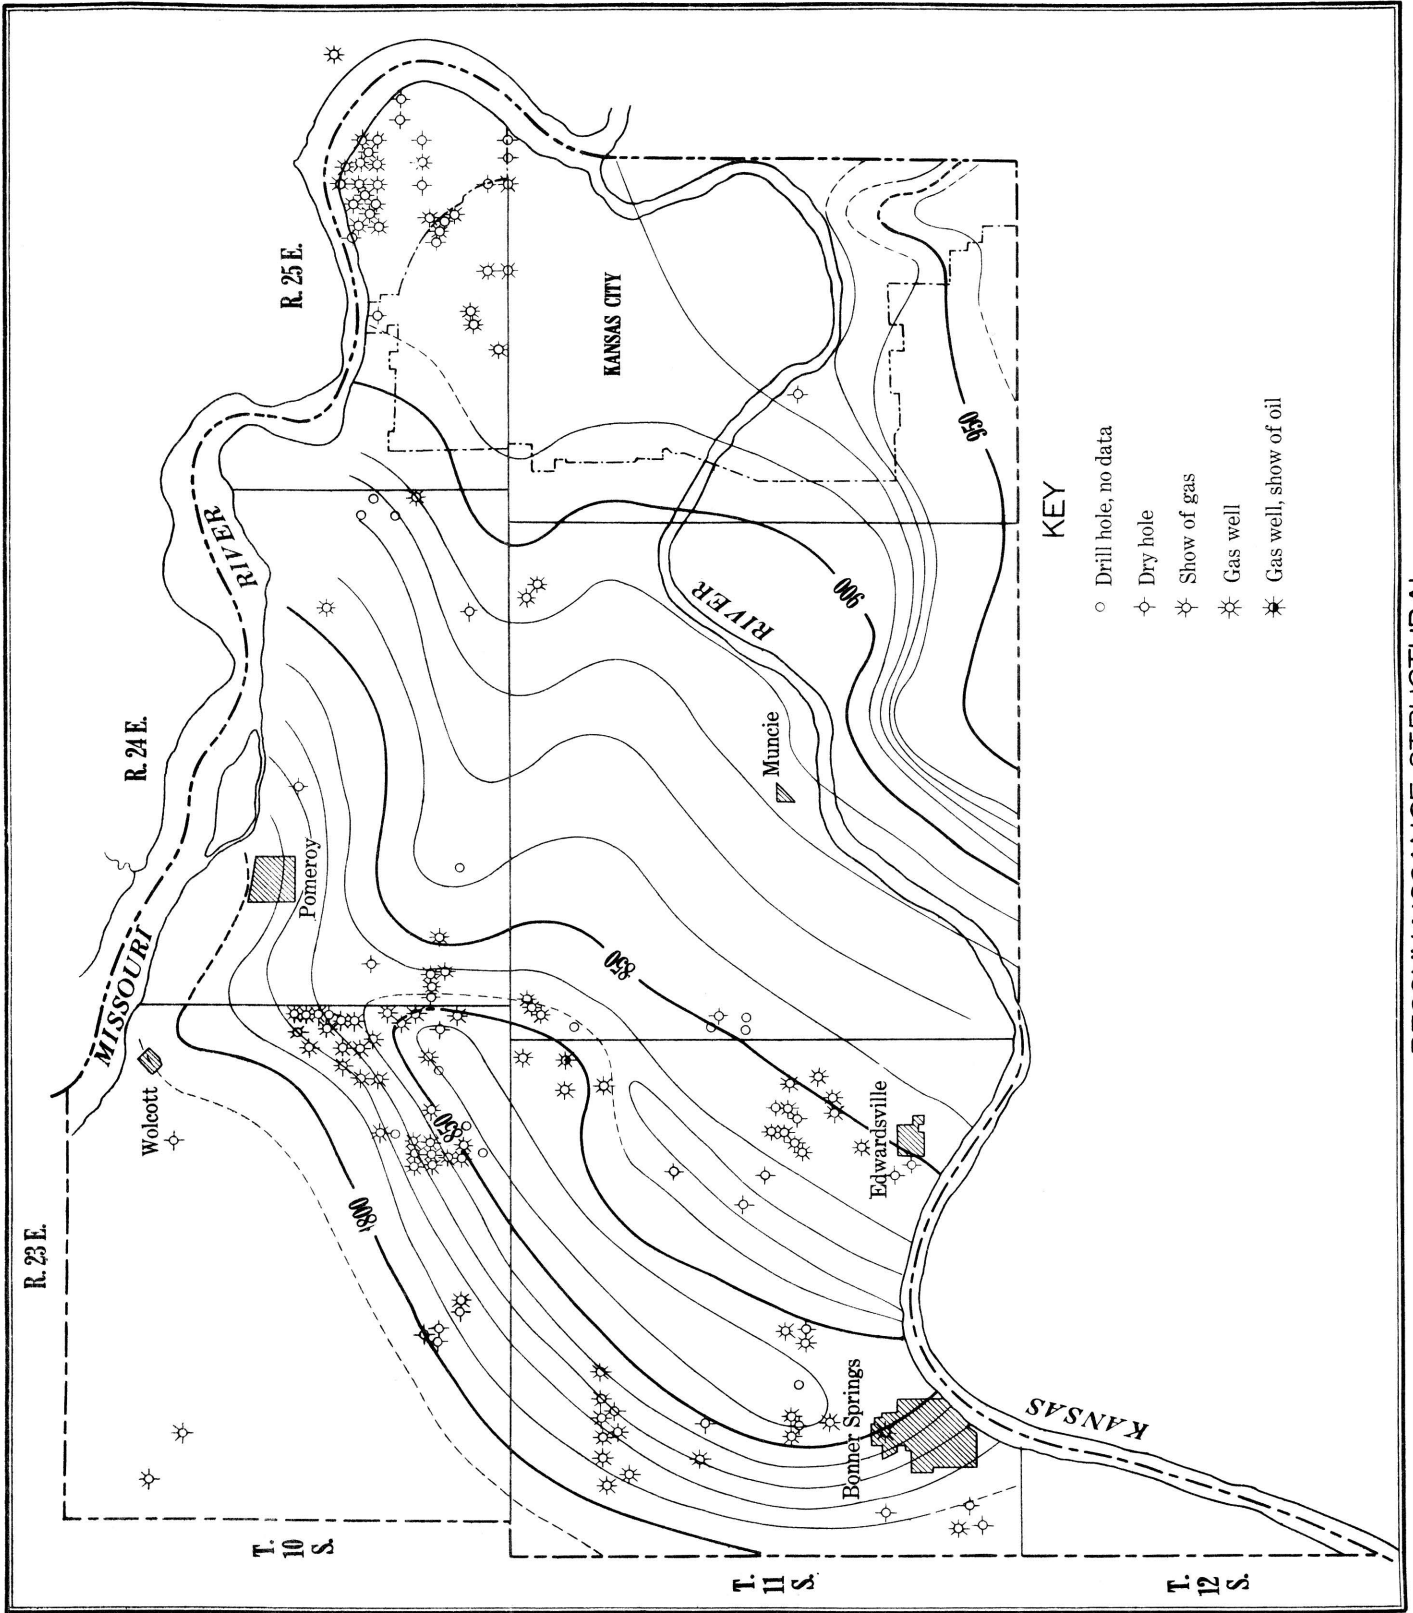 R. 23 E.
R. 24 E.
R. 25 E.
MISSOURI
RIVER
Wolcott
Pomeroy
T.
10
S.
800
850
KANSAS CITY
850
RIVER
900
950
Muncie
Edwardsville
Bonner Springs
KANSAS
T.
11
S.
T.
12
S.
KEY
Drill hole, no data
Dry hole
Show of gas
Gas well
Gas well, show of oil